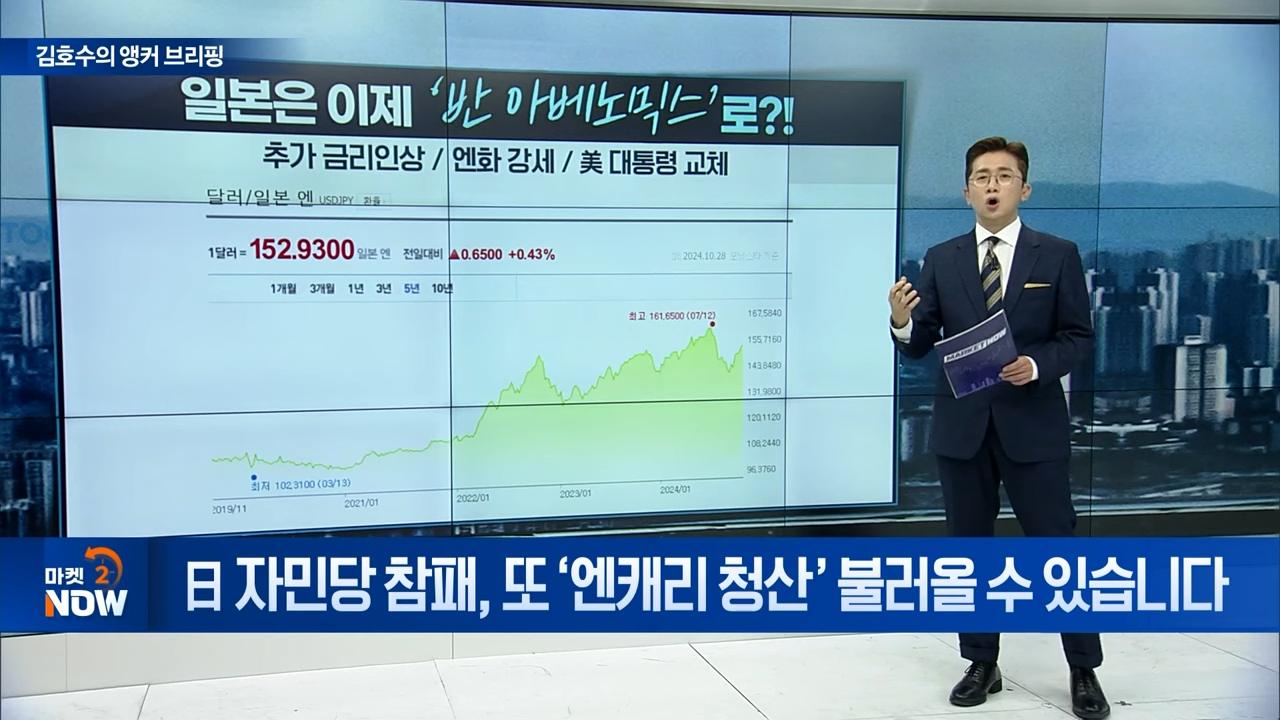 김호수의 앵커 브리핑
일본은 이제 ‘반 아베노믹스’로?!
추가 금리인상 / 엔화 강세 / 美 대통령 교체
달러/일본 엔 USDJPY 환율
1달러 = 152.9300 일본 엔 전일대비 ▲0.6500 +0.43%
2024.10.28
1개월 3개월 1년 3년 5년 10년
최고 161.6500 (07/12)
167.5840
155.7160
143.8480
131.9800
120.1120
108.2440
96.3760
최저 102.3100 (03/13)
2019/11 2021/01 2022/01 2023/01 2024/01
MARKET NOW
마켓 2
NOW
日 자민당 참패, 또 ‘엔캐리 청산’ 불러올 수 있습니다